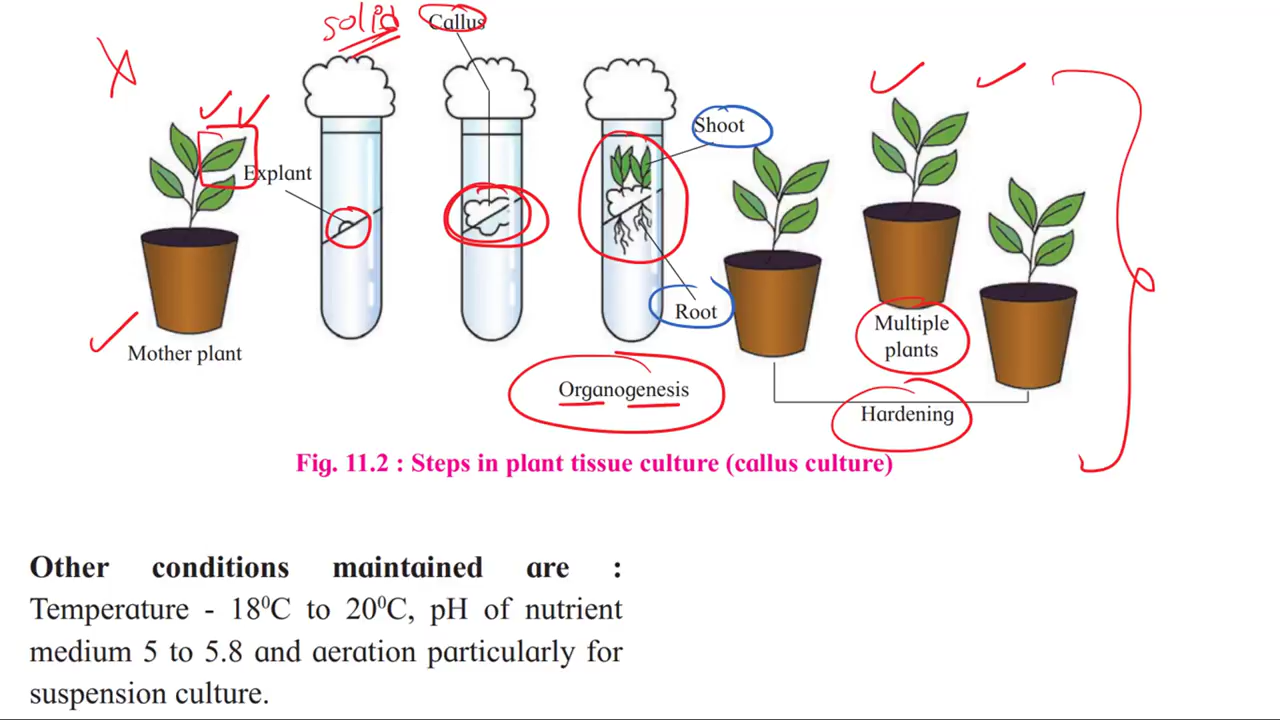 solid
Callus
Shoot
Explant
Root
Multiple
plants
Mother plant
Organogenesis
Hardening
Fig. 11.2 : Steps in plant tissue culture (callus culture)
Other conditions maintained are :
Temperature - 18⁰C to 20⁰C, pH of nutrient
medium 5 to 5.8 and aeration particularly for
suspension culture.